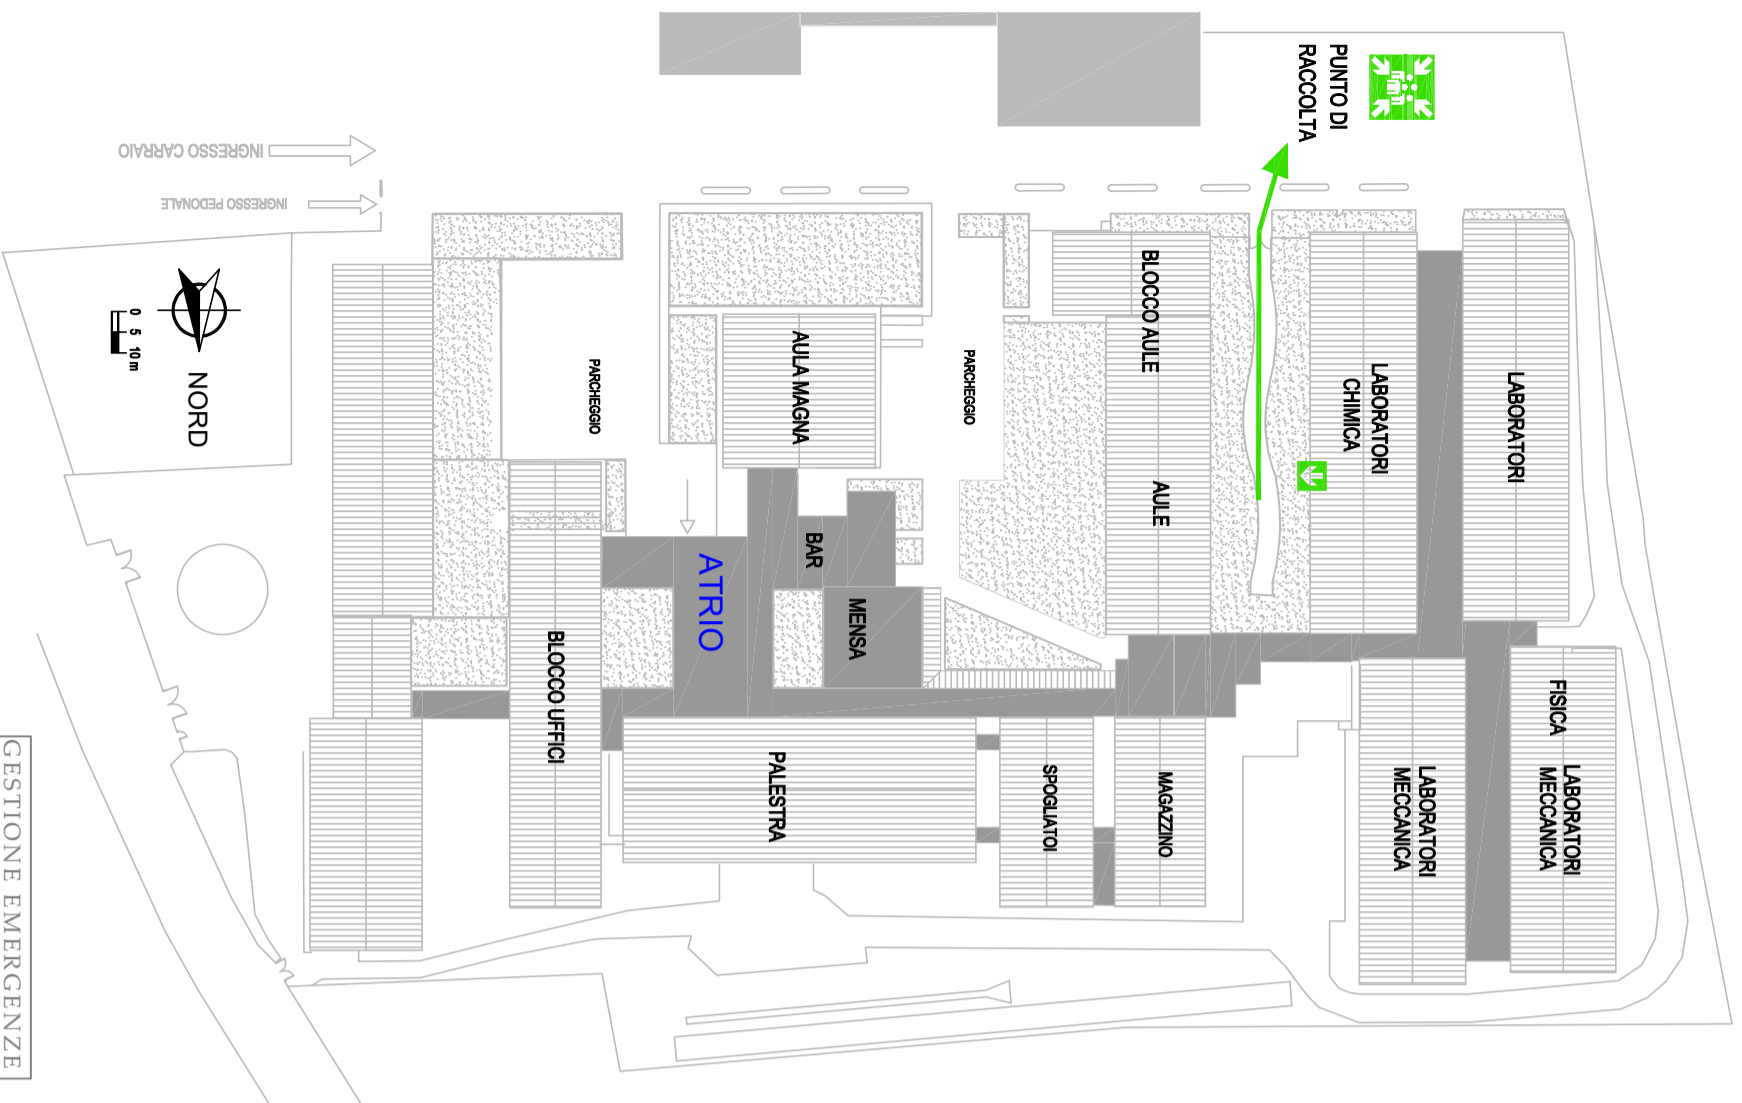 PUNTO DI
RACCOLTA
INGRESSO CARRAIO
INGRESSO PEDONALE
0 5 10 m
NORD
PARCHEGGIO
AULA MAGNA
PARCHEGGIO
BLOCCO AULE
AULE
LABORATORI
CHIMICA
LABORATORI
ATRIO
BAR
MENSA
BLOCCO UFFICI
PALESTRA
SPOGLIATOI
MAGAZZINO
LABORATORI
MECCANICA
FISICA
LABORATORI
MECCANICA
GESTIONE EMERGENZE